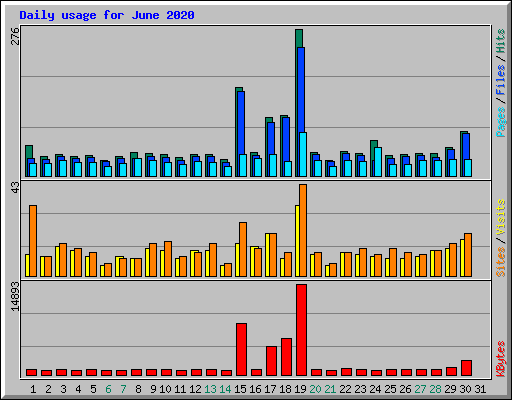 Daily usage for June 2020
276
Pages/Files/Hits
43
Sites/Visits
14893
KBytes
1 2 3 4 5 6 7 8 9 10 11 12 13 14 15 16 17 18 19 20 21 22 23 24 25 26 27 28 29 30 31